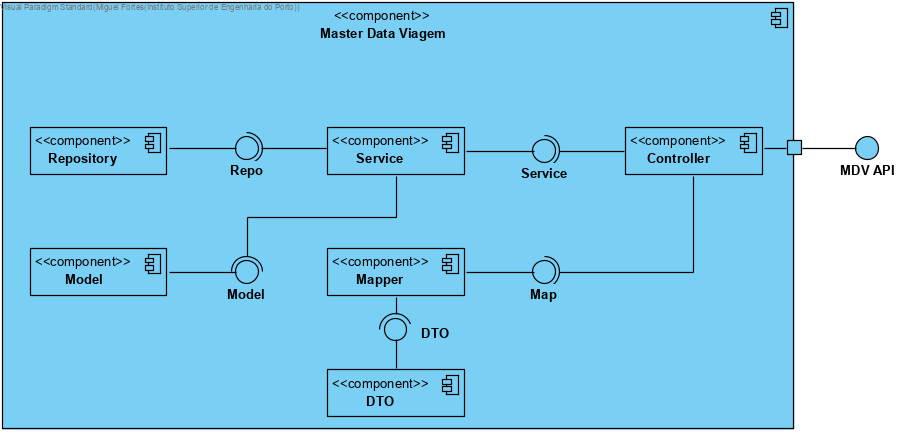 Visual Paradigm Standard(Miguel Fortes(Instituto Superior de Engenharia do Porto))
<<component>>
Master Data Viagem
<<component>>
Repository
Repo
<<component>>
Service
Service
<<component>>
Controller
MDV API
<<component>>
Model
Model
<<component>>
Mapper
Map
DTO
<<component>>
DTO